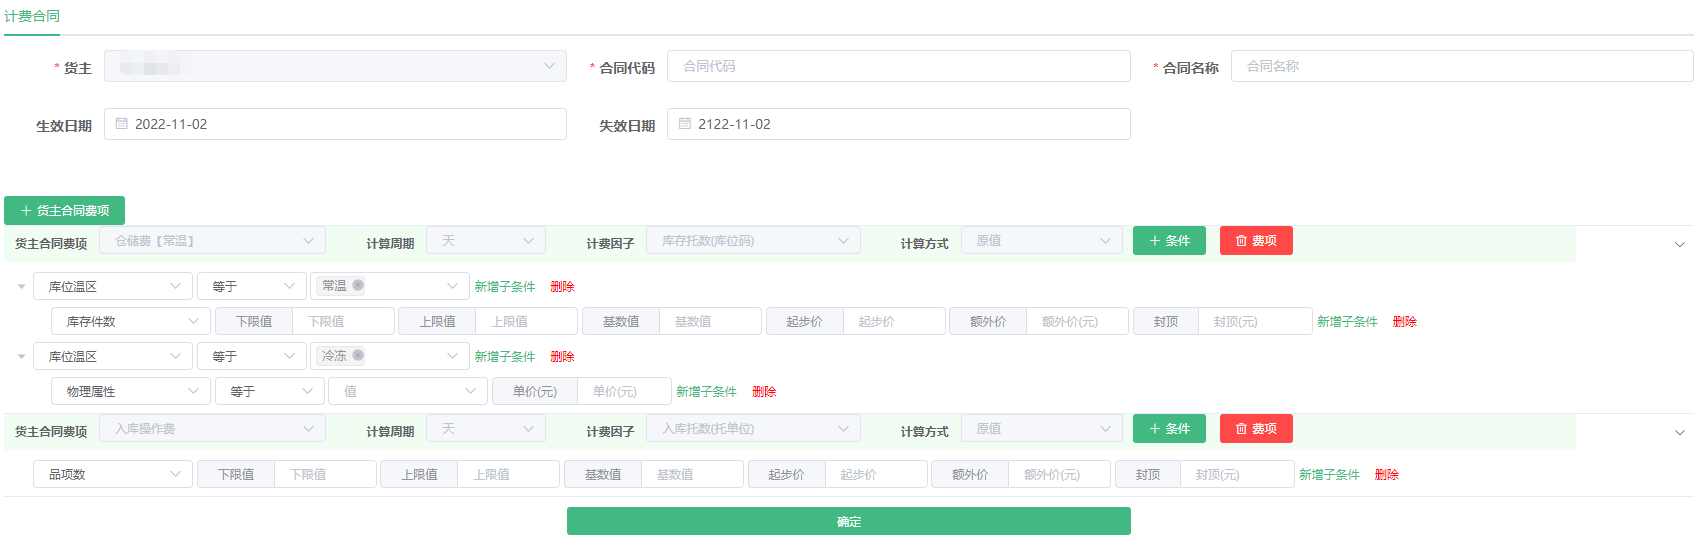 计费合同
* 货主 * 合同代码 合同代码 * 合同名称 合同名称
生效日期 2022-11-02 失效日期 2122-11-02
+ 货主合同费项
货主合同费项 仓储费【常温】 计算周期 天 计费因子 库存托数(库位码) 计算方式 原值 + 条件 费项
库位温区 等于 常温 新增子条件 删除
库存件数 下限值 下限值 上限值 上限值 基数值 基数值 起步价 起步价 额外价 额外价(元) 封顶 封顶(元) 新增子条件 删除
库位温区 等于 冷冻 新增子条件 删除
物理属性 等于 值 单价(元) 单价(元) 新增子条件 删除
货主合同费项 入库操作费 计算周期 天 计费因子 入库托数(托单位) 计算方式 原值 + 条件 费项
品项数 下限值 下限值 上限值 上限值 基数值 基数值 起步价 起步价 额外价 额外价(元) 封顶 封顶(元) 新增子条件 删除
确定